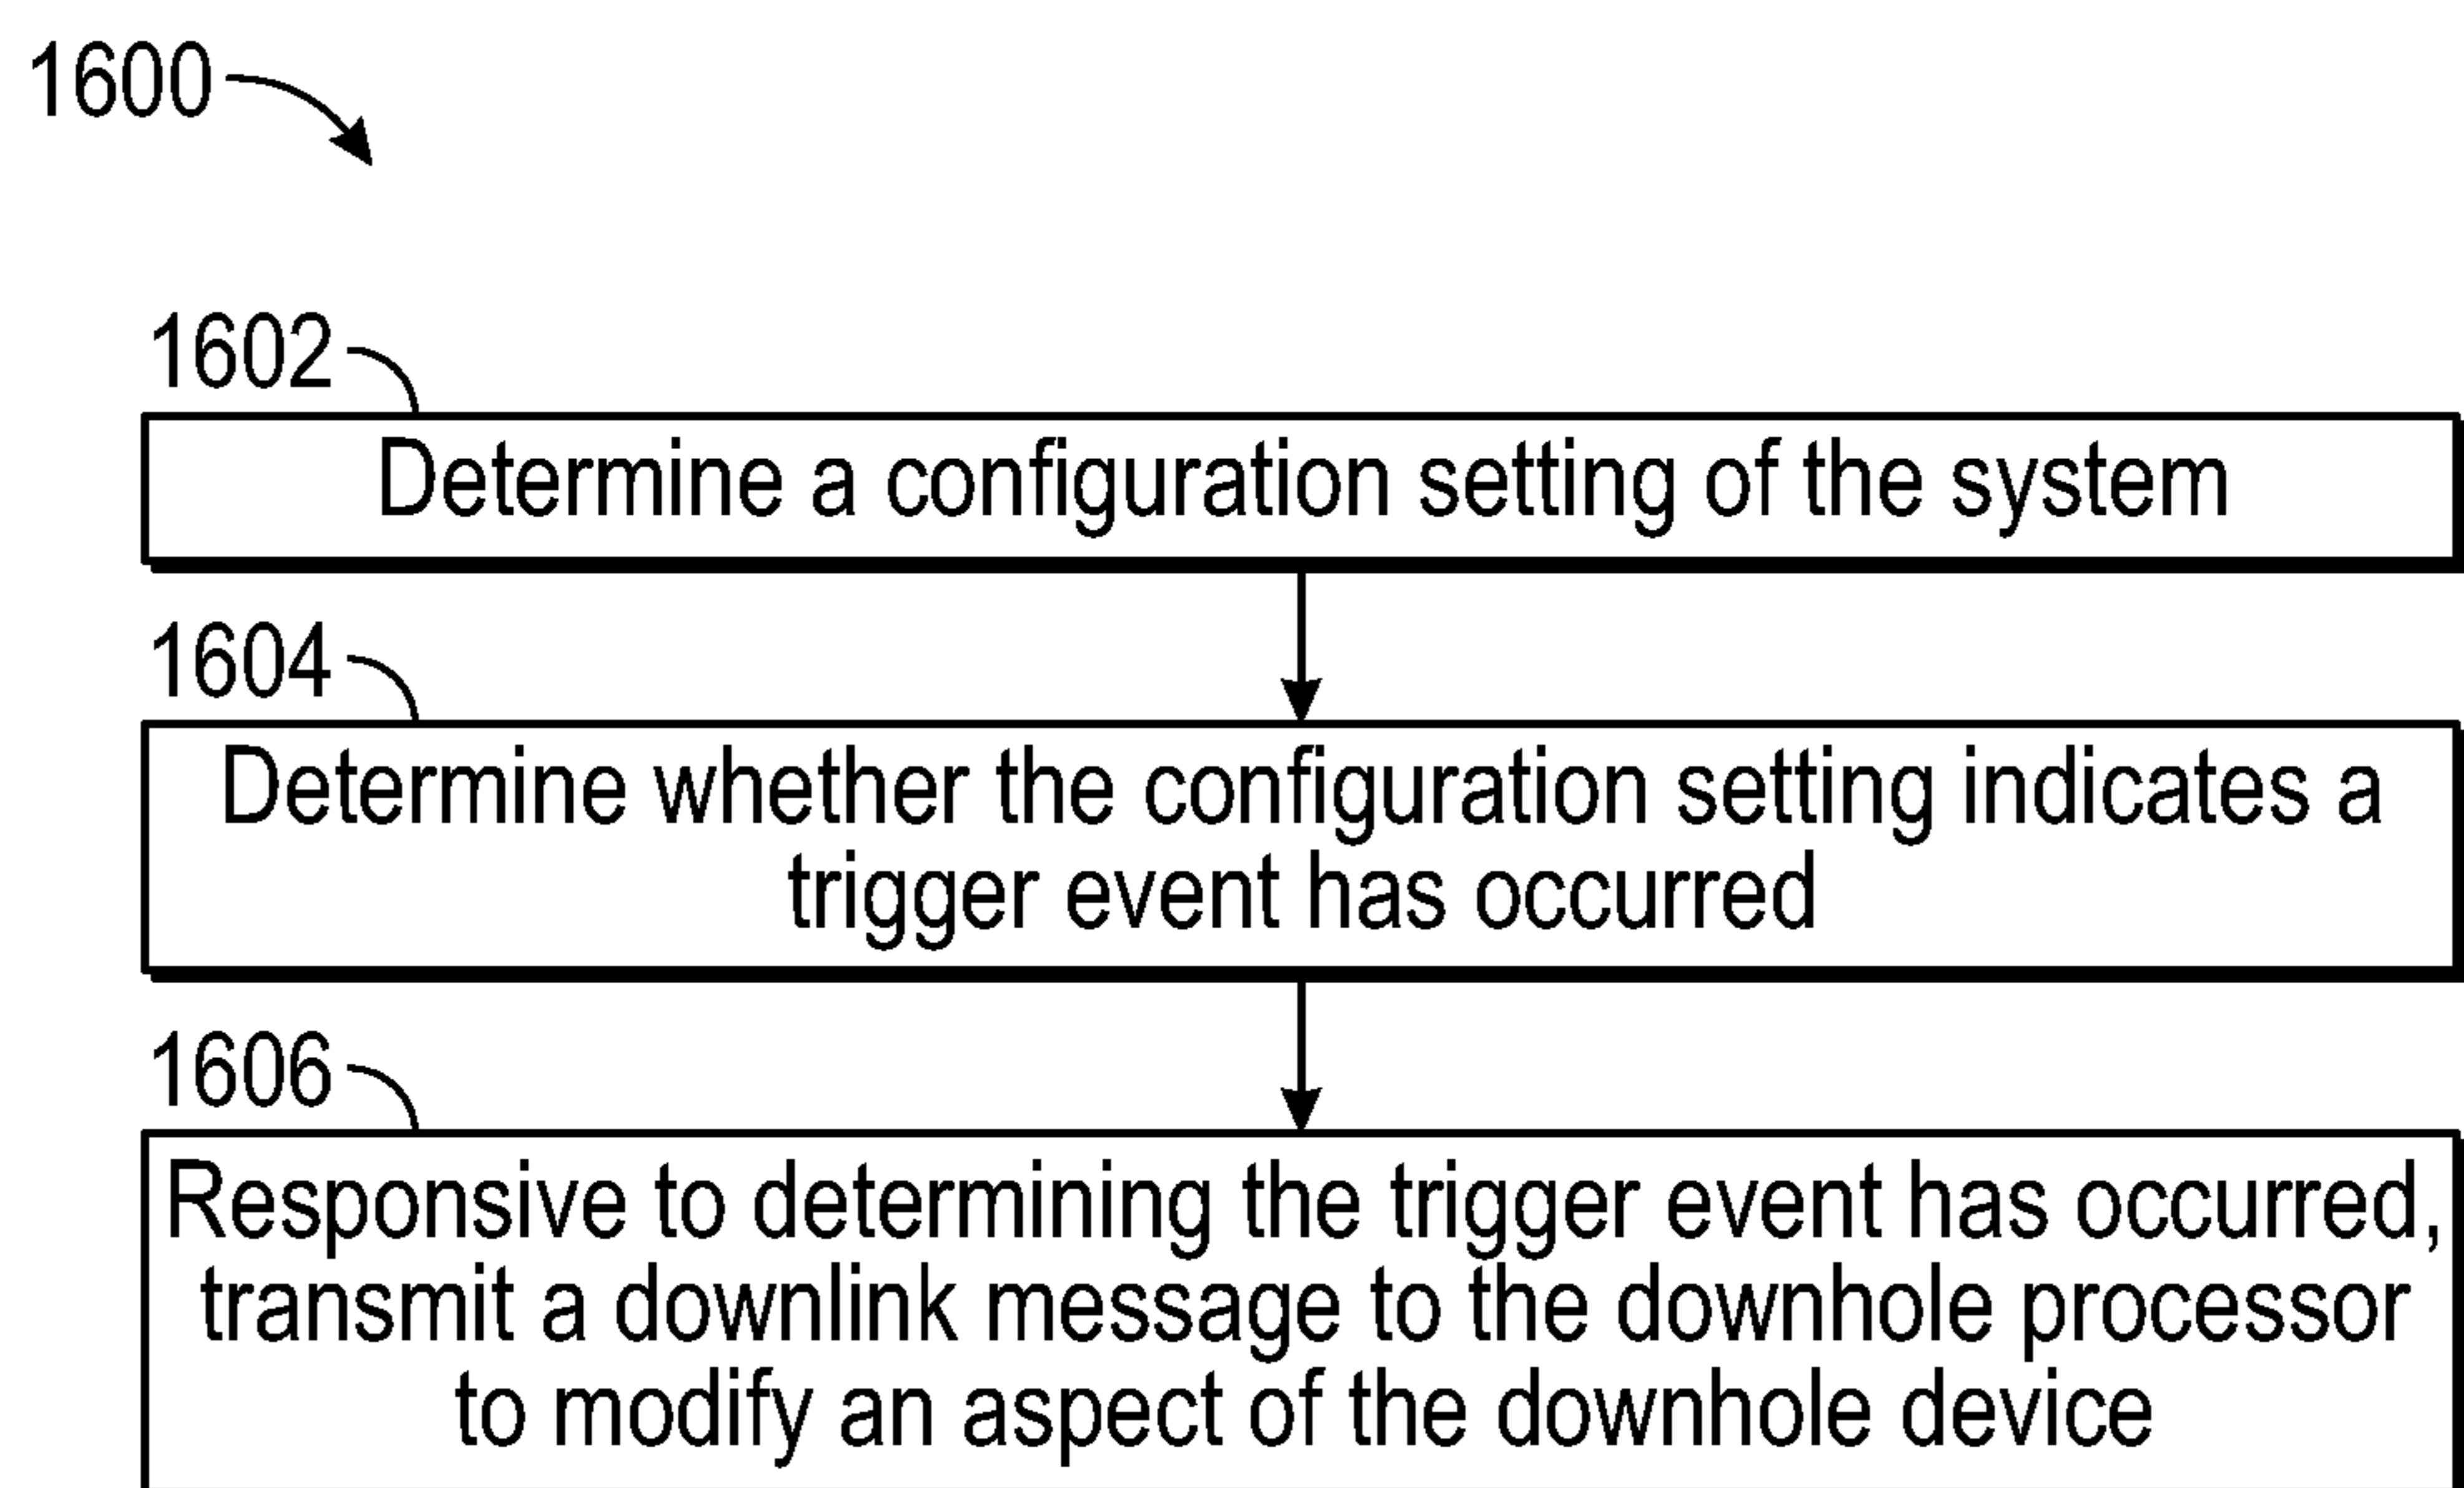 1600
1602
Determine a configuration setting of the system
1604
Determine whether the configuration setting indicates a
trigger event has occurred
1606
Responsive to determining the trigger event has occurred,
transmit a downlink message to the downhole processor
to modify an aspect of the downhole device